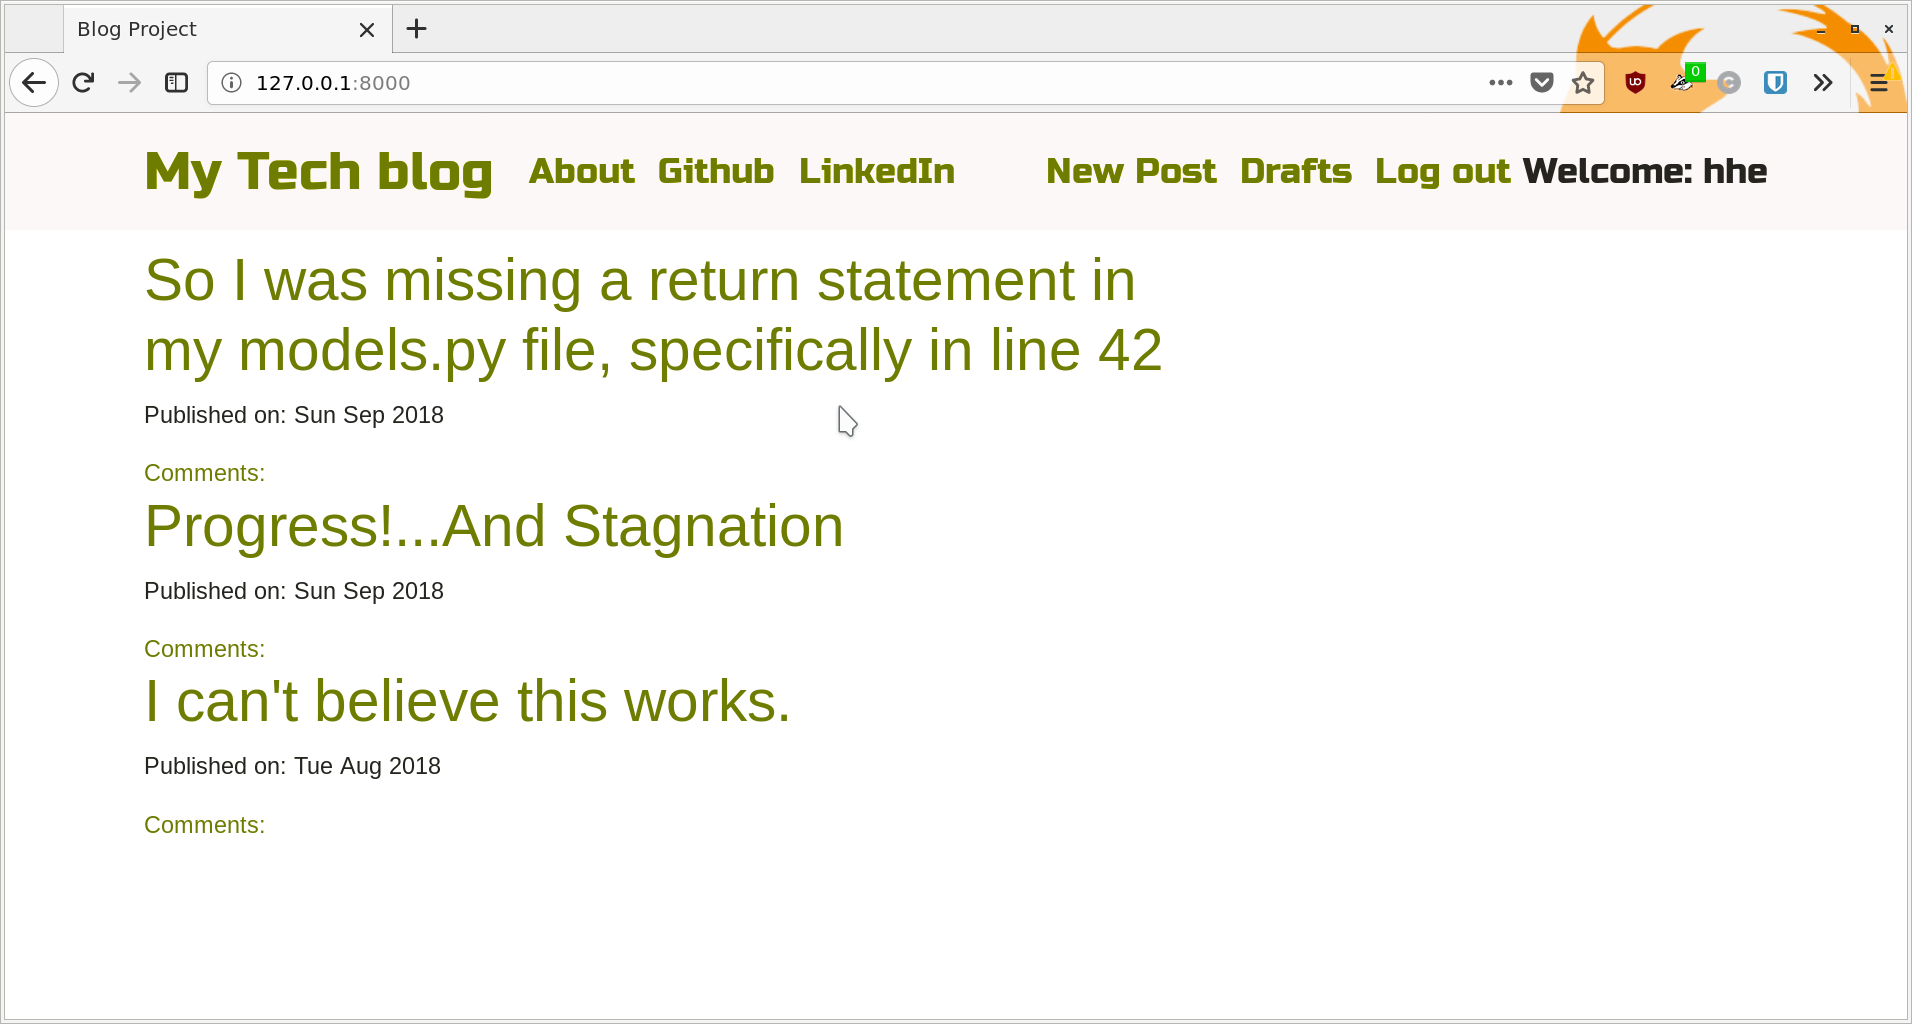 Blog Project
127.0.0.1:8000
0
My Tech blog About Github LinkedIn New Post Drafts Log out Welcome: hhe
So I was missing a return statement in
my models.py file, specifically in line 42
Published on: Sun Sep 2018
Comments:
Progress!...And Stagnation
Published on: Sun Sep 2018
Comments:
I can't believe this works.
Published on: Tue Aug 2018
Comments: